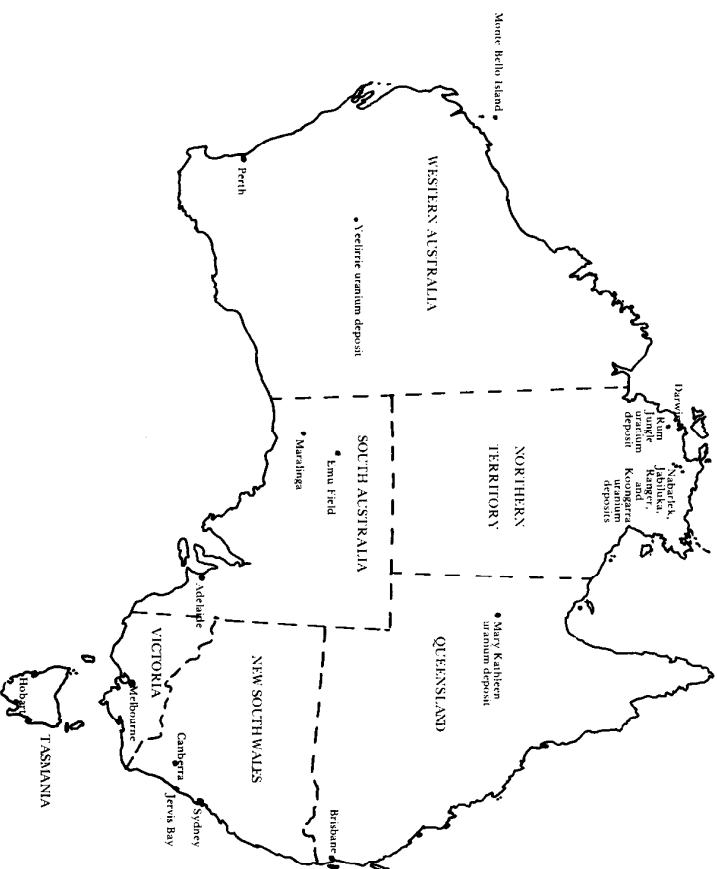 Monte Bello Island
Darwin
Rum
Jungle
uranium
deposit
Nabarlek,
Jabiluka,
Ranger,
and
Koongarra
uranium
deposits
WESTERN AUSTRALIA
NORTHERN
TERRITORY
Mary Kathleen
uranium deposit
QUEENSLAND
Yeelirrie uranium deposit
SOUTH AUSTRALIA
Emu Field
Maralinga
Perth
Brisbane
NEW SOUTH WALES
Adelaide
Sydney
Canberra
Jervis Bay
VICTORIA
Melbourne
Hobart
TASMANIA